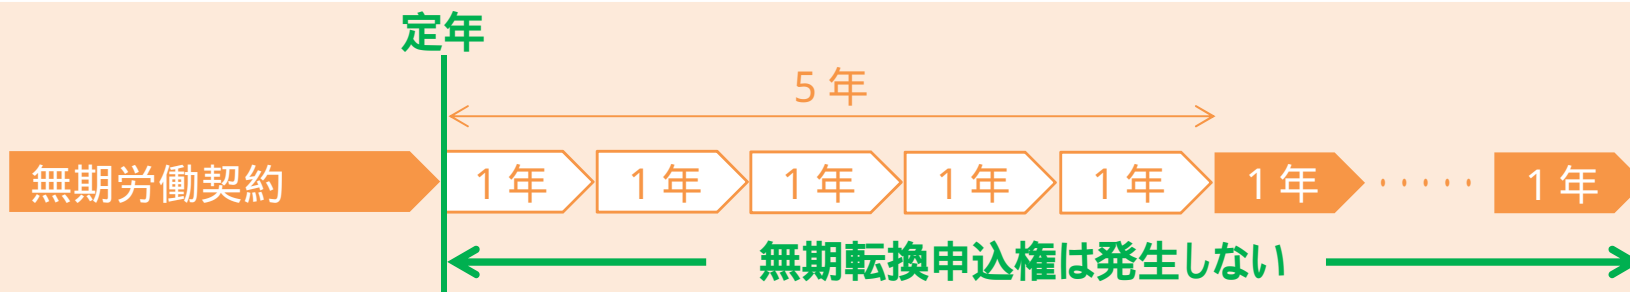 定年
5 年
無期労働契約
1 年
1 年
1 年
1 年
1 年
1 年
・・・・・
1 年
無期転換申込権は発生しない